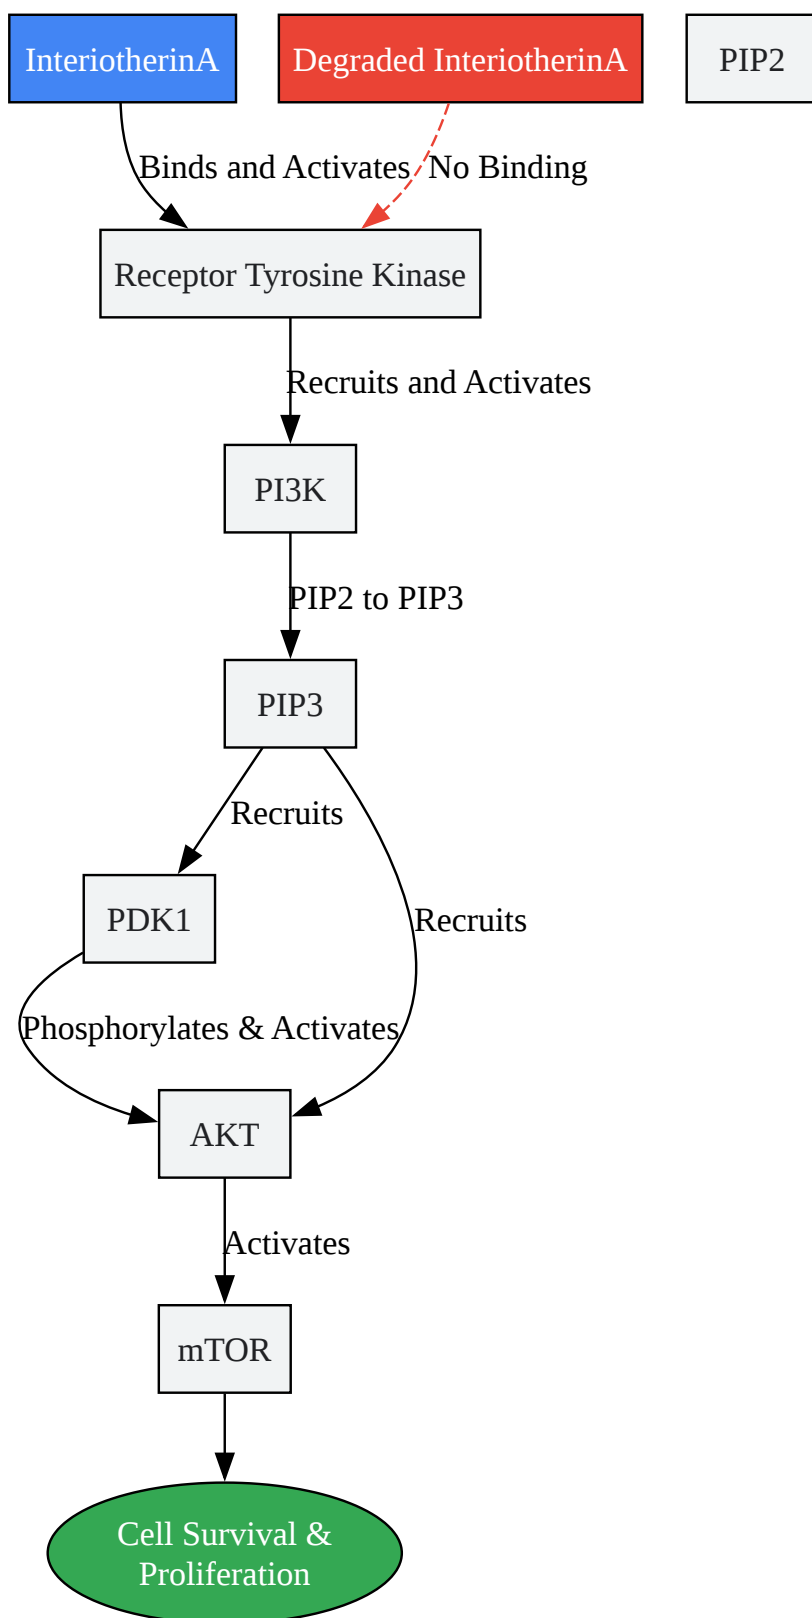 InteriotherinA
Degraded InteriotherinA
PIP2
Binds and Activates
No Binding
Receptor Tyrosine Kinase
Recruits and Activates
PI3K
PIP2 to PIP3
PIP3
Recruits
PDK1
Recruits
Phosphorylates & Activates
AKT
Activates
mTOR
Cell Survival &
Proliferation